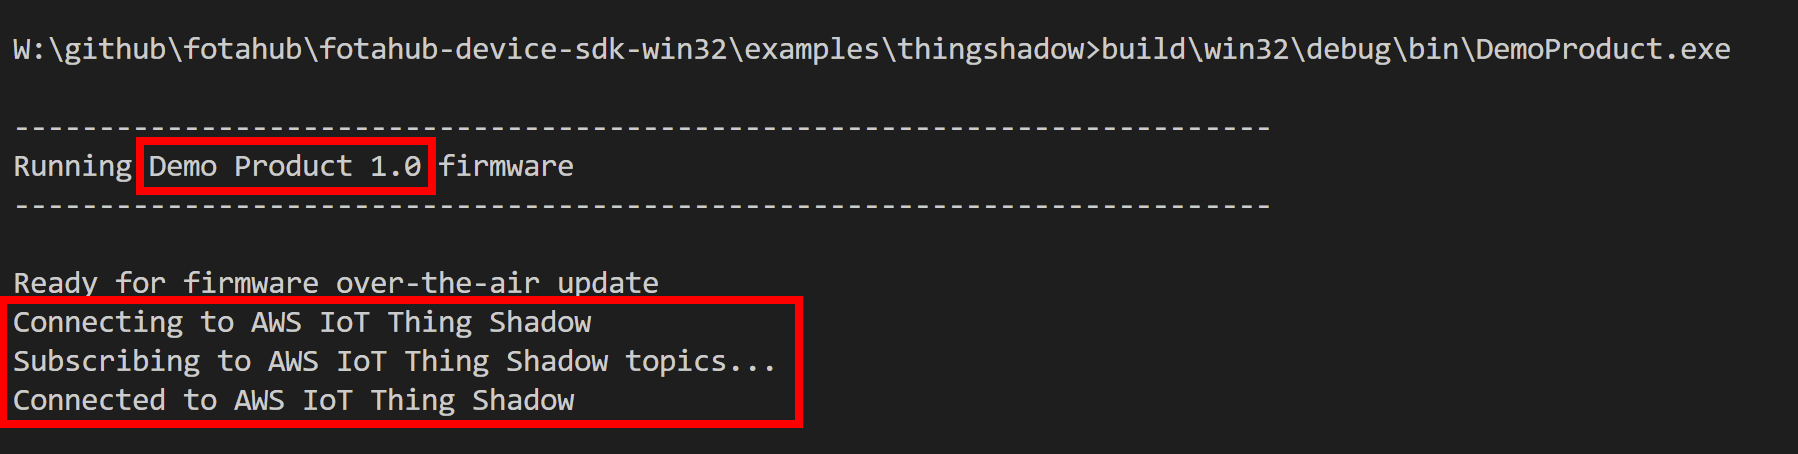 W:\github\fotahub\fotahub-device-sdk-win32\examples\thingshadow>build\win32\debug\bin\DemoProduct.exe
--------------------------------------------------------------------------
Running Demo Product 1.0 firmware
--------------------------------------------------------------------------
Ready for firmware over-the-air update
Connecting to AWS IoT Thing Shadow
Subscribing to AWS IoT Thing Shadow topics...
Connected to AWS IoT Thing Shadow